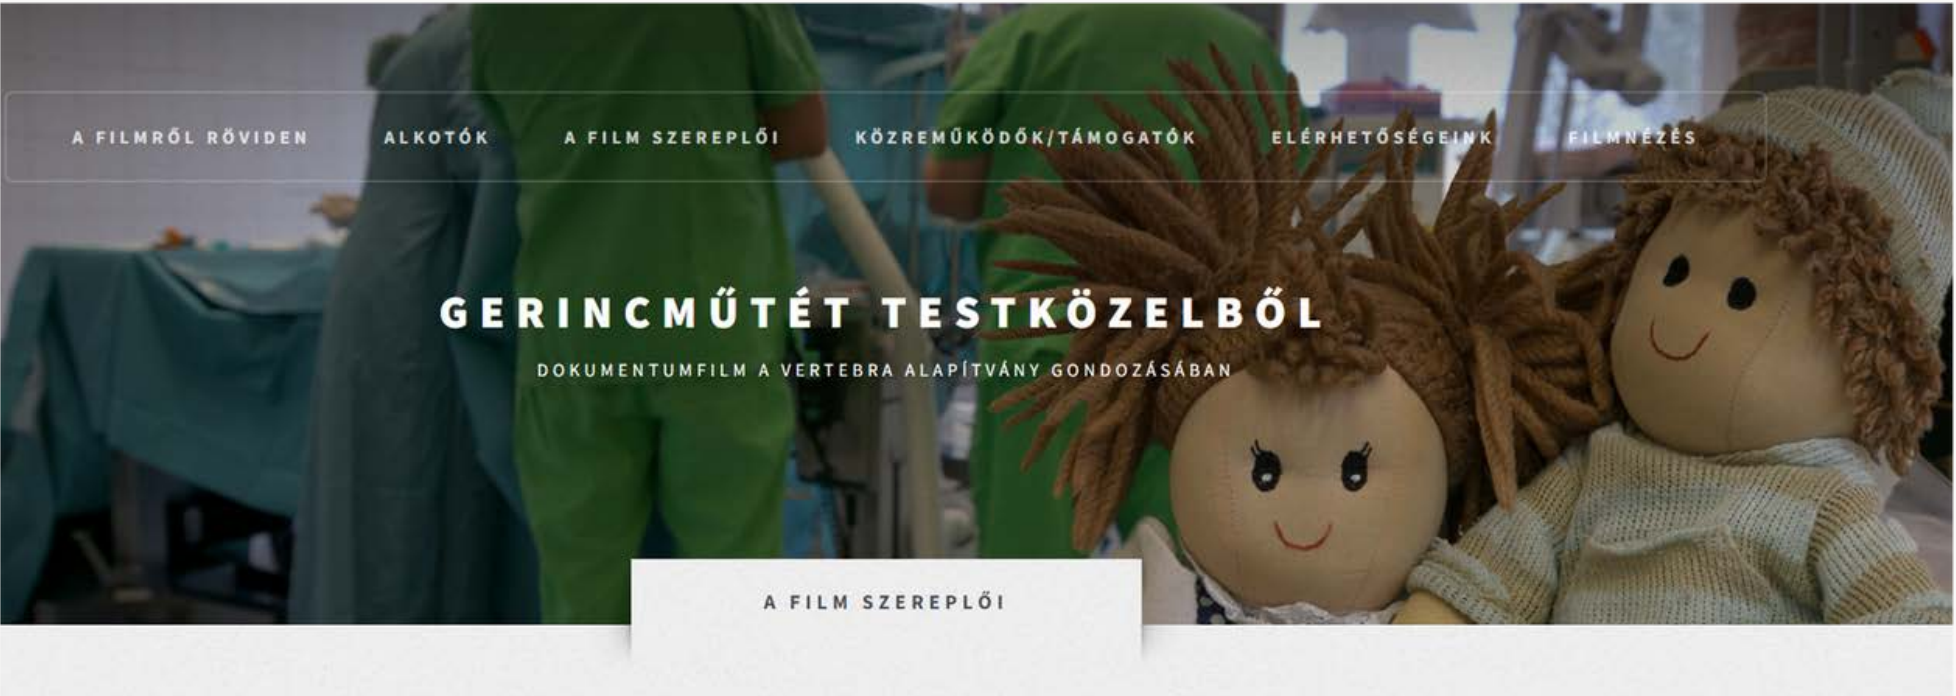 A FILMRŐL RÖVIDEN ALKOTÓK A FILM SZEREPLŐI KÖZREMŰKÖDŐK/TÁMOGATÓK ELÉRHETŐSÉGEINK FILMNÉZÉS
GERINCMŰTÉT TESTKÖZELBŐL
DOKUMENTUMFILM A VERTEBRA ALAPÍTVÁNY GONDOZÁSÁBAN
A FILM SZEREPLŐI